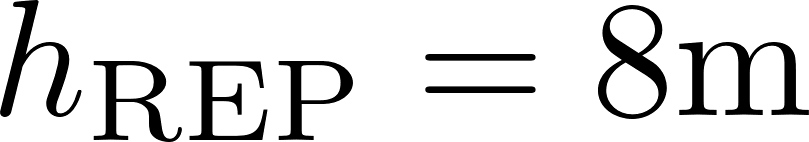 h_REP = 8m